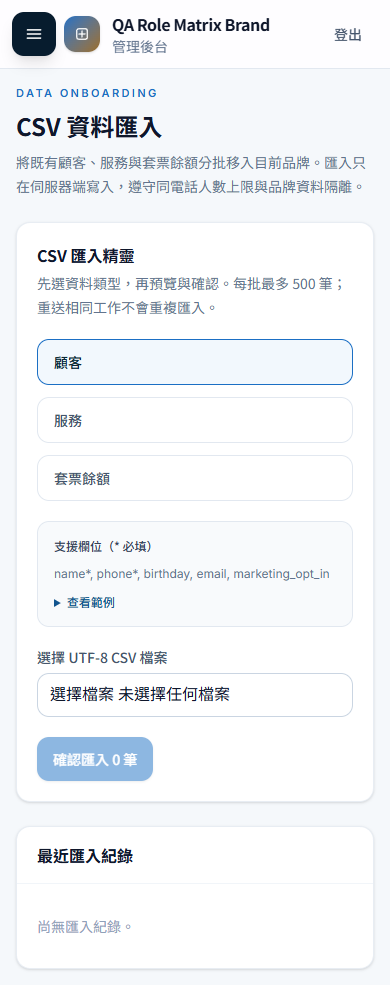 QA Role Matrix Brand
管理後台
登出
DATA ONBOARDING
CSV 資料匯入
將既有顧客、服務與套票餘額分批移入目前品牌。匯入只
在伺服器端寫入，遵守同電話人數上限與品牌資料隔離。
CSV 匯入精靈
先選資料類型，再預覽與確認。每批最多 500 筆；
重送相同工作不會重複匯入。
顧客
服務
套票餘額
支援欄位（* 必填）
name*, phone*, birthday, email, marketing_opt_in
查看範例
選擇 UTF-8 CSV 檔案
選擇檔案 未選擇任何檔案
確認匯入 0 筆
最近匯入紀錄
尚無匯入紀錄。